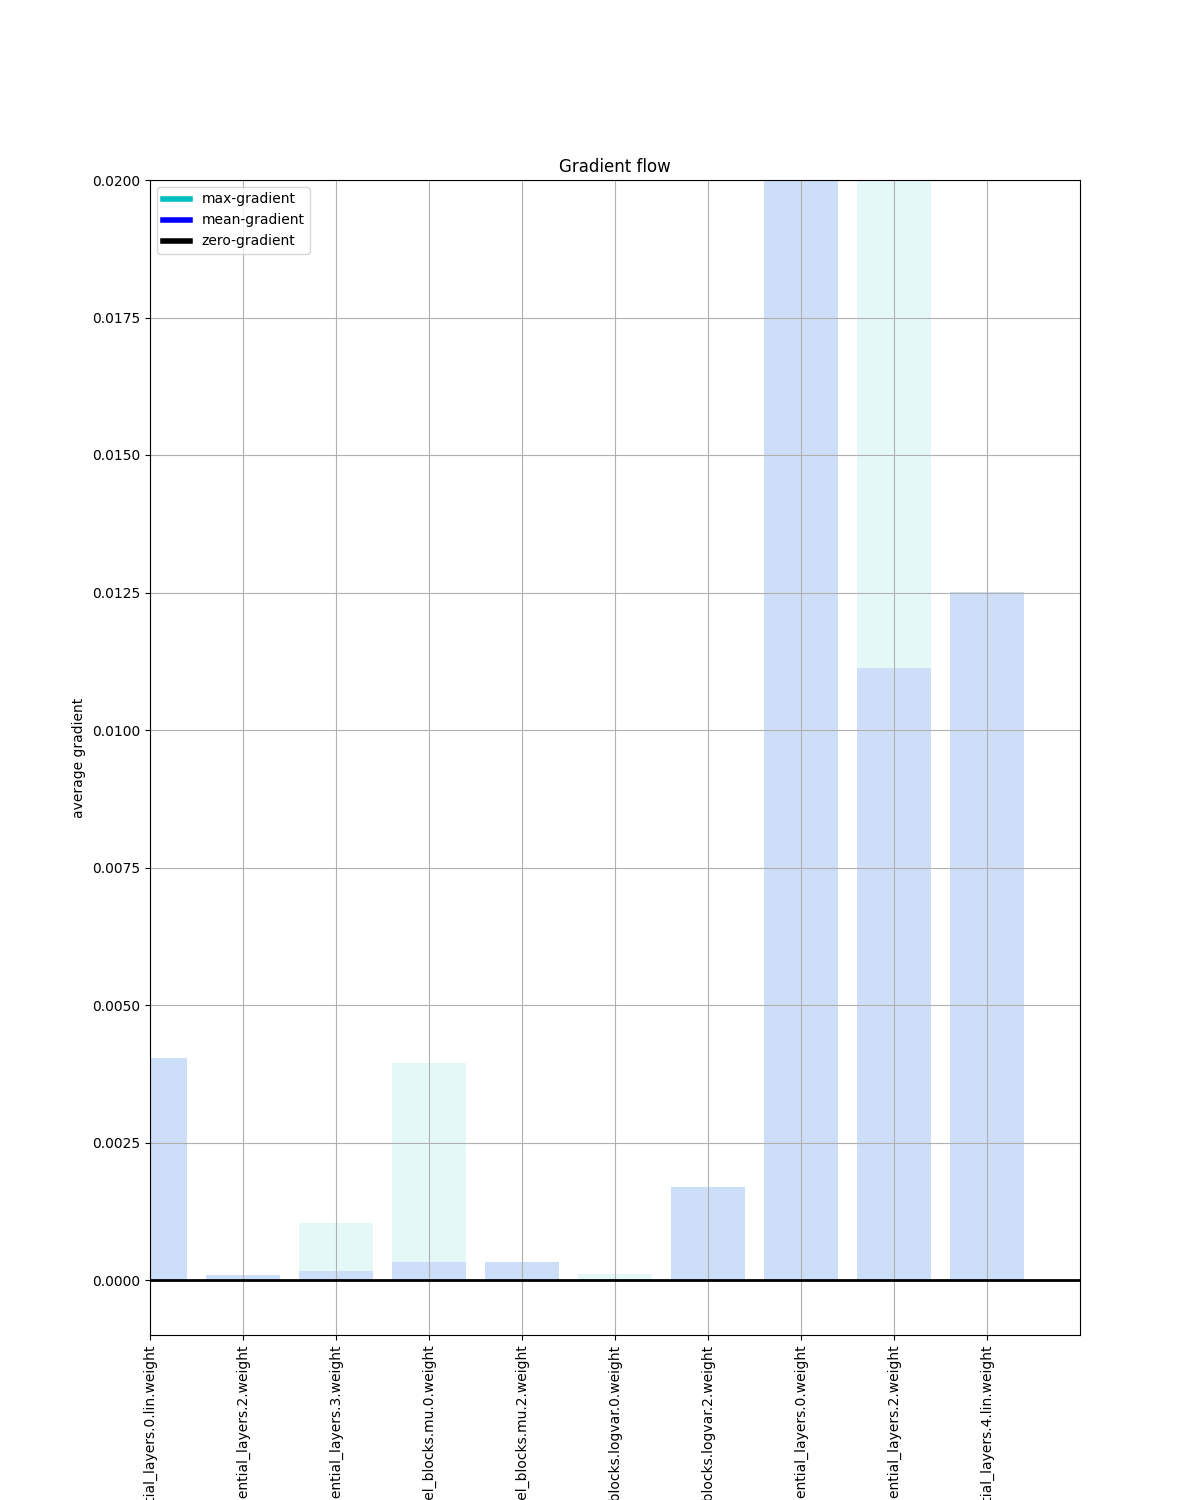 Gradient flow
max-gradient
mean-gradient
zero-gradient
0.0200
0.0175
0.0150
0.0125
0.0100
0.0075
0.0050
0.0025
0.0000
average gradient
tial_layers.0.lin.weight
ential_layers.2.weight
ential_layers.3.weight
el_blocks.mu.0.weight
el_blocks.mu.2.weight
blocks.logvar.0.weight
blocks.logvar.2.weight
ential_layers.0.weight
ential_layers.2.weight
tial_layers.4.lin.weight